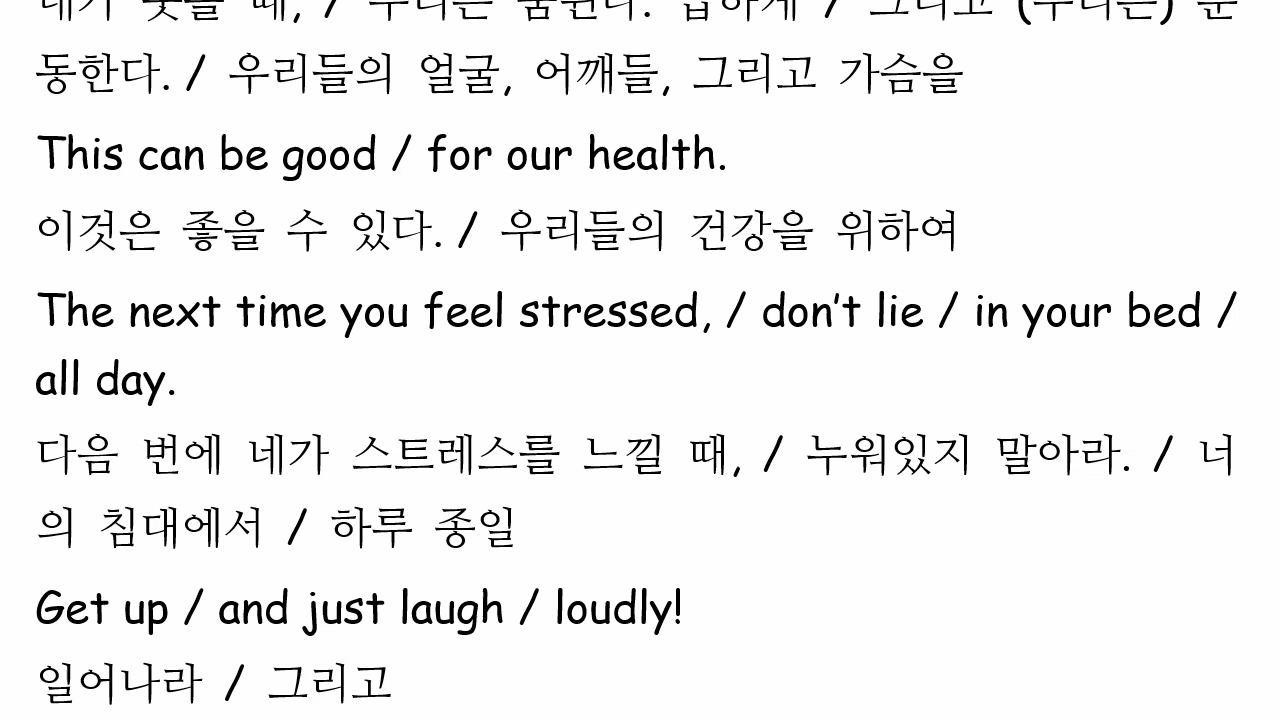 동한다. / 우리들의 얼굴, 어깨들, 그리고 가슴을
This can be good / for our health.
이것은 좋을 수 있다. / 우리들의 건강을 위하여
The next time you feel stressed, / don’t lie / in your bed /
all day.
다음 번에 네가 스트레스를 느낄 때, / 누워있지 말아라. / 너
의 침대에서 / 하루 종일
Get up / and just laugh / loudly!
일어나라 / 그리고